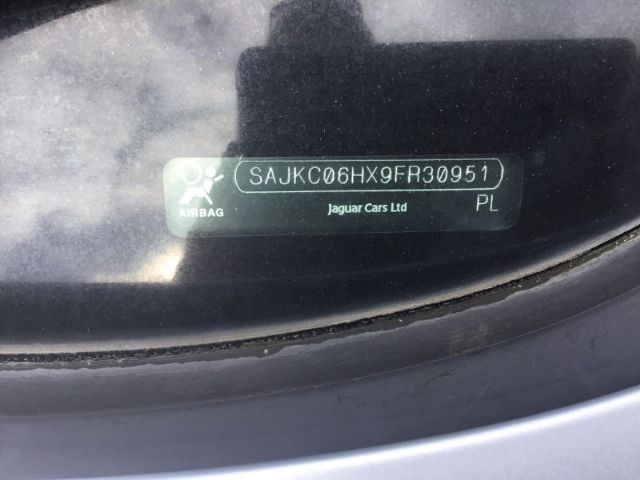 SAJKC06HX9FR30951
AIRBAG
Jaguar Cars Ltd
PL